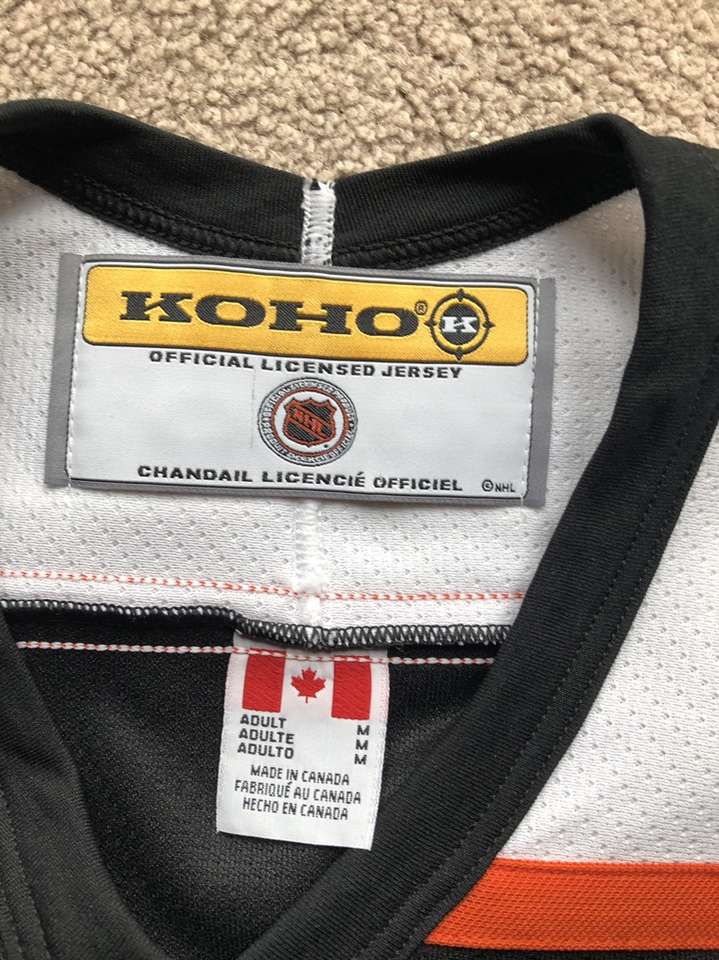 KOHO® K
OFFICIAL LICENSED JERSEY
NHL
CHANDAIL LICENCIÉ OFFICIEL ©NHL
ADULT M
ADULTE M
ADULTO M
MADE IN CANADA
FABRIQUÉ AU CANADA
HECHO EN CANADA